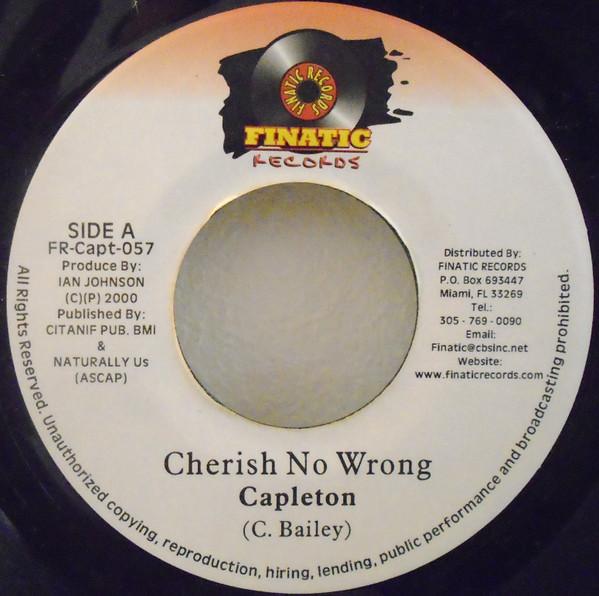 FINATIC RECORDS
FINATIC
RECORDS
SIDE A
FR-Capt-057
Produce By:
IAN JOHNSON
(C)(P) 2000
Published By:
CITANIF PUB. BMI
&
NATURALLY Us
(ASCAP)
Distributed By:
FINATIC RECORDS
P.O. Box 693447
Miami, FL 33269
Tel.:
305 - 769 - 0090
Email:
Finatic@cbsinc.net
Website:
www.finaticrecords.com
Cherish No Wrong
Capleton
(C. Bailey)
All Rights Reserved. Unauthorized copying, reproduction, hiring, lending, public performance and broadcasting prohibited.